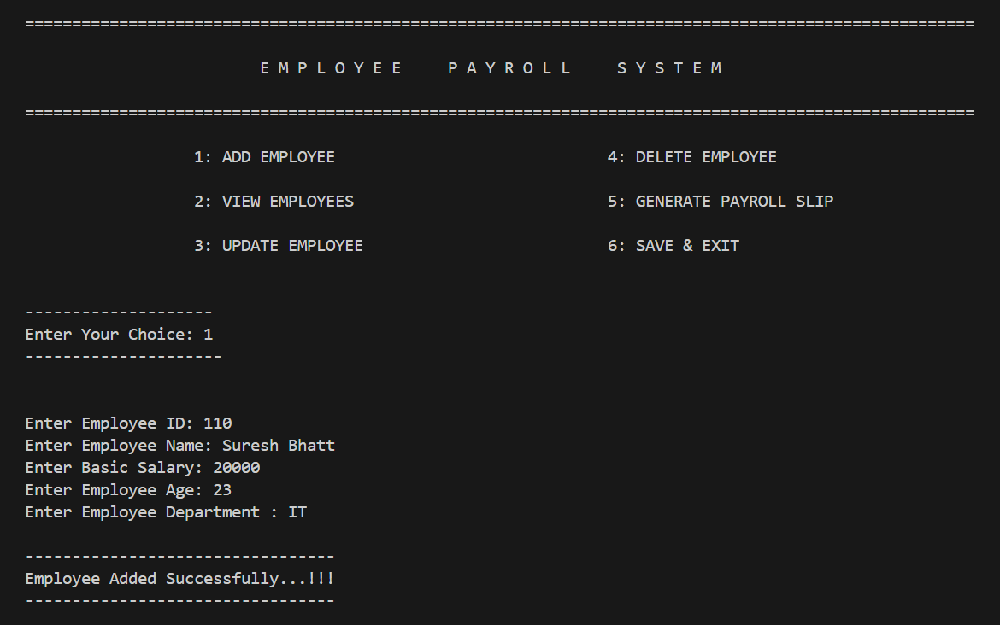 =====================================================================================================
E M P L O Y E E     P A Y R O L L     S Y S T E M
=====================================================================================================
1: ADD EMPLOYEE                             4: DELETE EMPLOYEE
2: VIEW EMPLOYEES                           5: GENERATE PAYROLL SLIP
3: UPDATE EMPLOYEE                          6: SAVE & EXIT
--------------------
Enter Your Choice: 1
---------------------
Enter Employee ID: 110
Enter Employee Name: Suresh Bhatt
Enter Basic Salary: 20000
Enter Employee Age: 23
Enter Employee Department : IT
---------------------------------
Employee Added Successfully...!!!
---------------------------------